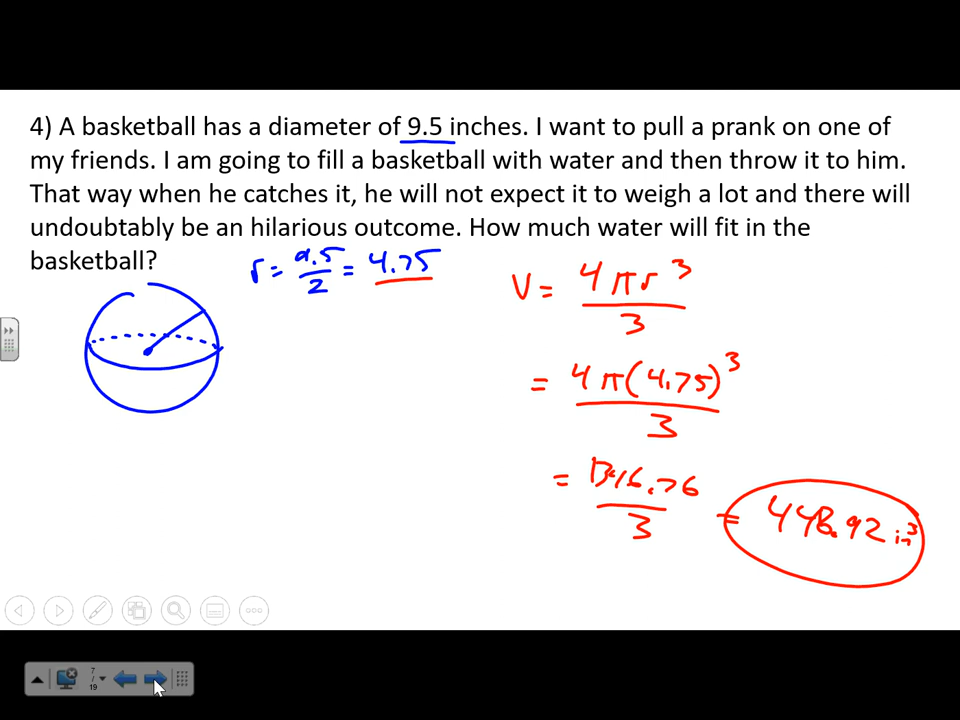 4) A basketball has a diameter of 9.5 inches. I want to pull a prank on one of
my friends. I am going to fill a basketball with water and then throw it to him.
That way when he catches it, he will not expect it to weigh a lot and there will
undoubtably be an hilarious outcome. How much water will fit in the
basketball?
r = 9.5/2 = 4.75
V = 4πr³/3
= 4π(4.75)³/3
= 1346.76/3 = 448.92 in³
7 / 19